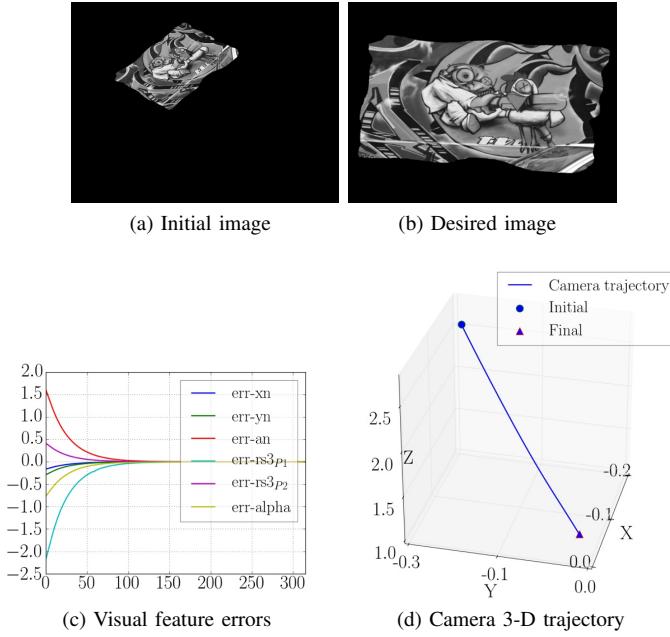 (a) Initial image
(b) Desired image
2.0
1.5
1.0
0.5
0.0
−0.5
−1.0
−1.5
−2.0
−2.5
0
50
100
150
200
250
300
err-xn
err-yn
err-an
err-rs3P1
err-rs3P2
err-alpha
(c) Visual feature errors
Camera trajectory
Initial
Final
2.5
2.0
1.5
1.0
Z
-0.3
-0.1
0.0
Y
0.0
-0.1
-0.2
X
(d) Camera 3-D trajectory